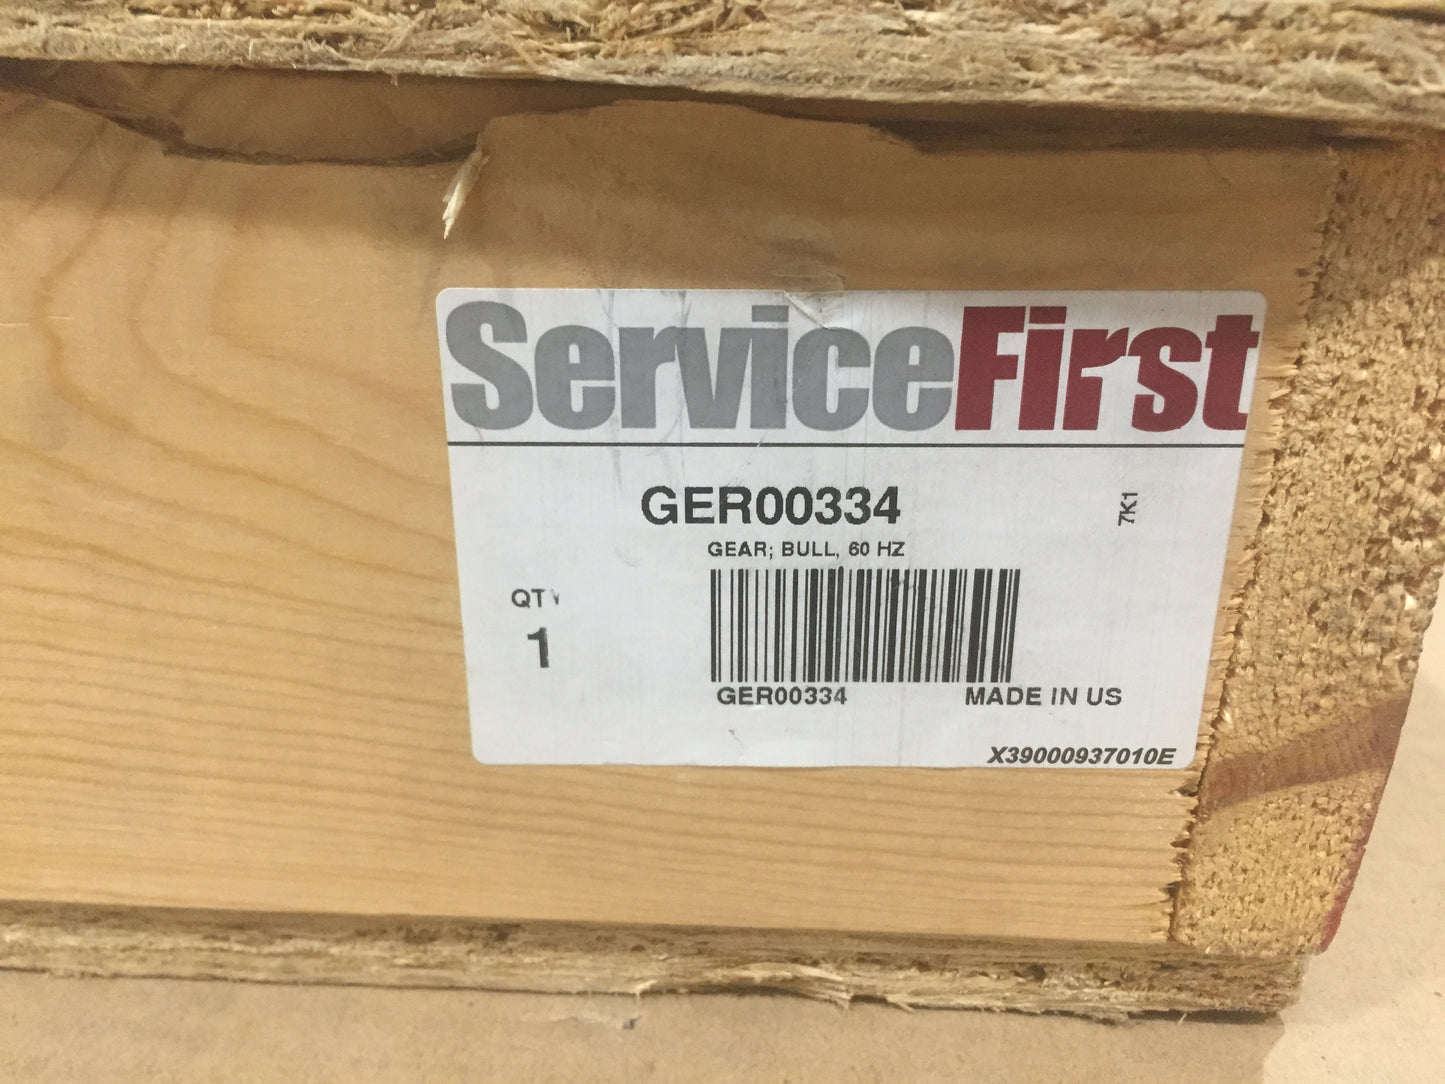 ServiceFirst
GER00334
7K1
GEAR; BULL, 60 HZ
QTY
1
GER00334
MADE IN US
X39000937010E